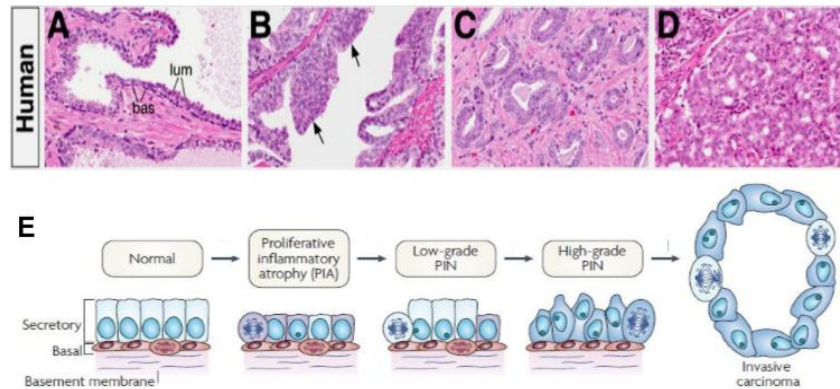 Human
A
B
C
D
lum
bas
E
Normal
Proliferative
inflammatory
atrophy (PIA)
Low-grade
PIN
High-grade
PIN
Secretory
Basal
Basement membrane
Invasive
carcinoma